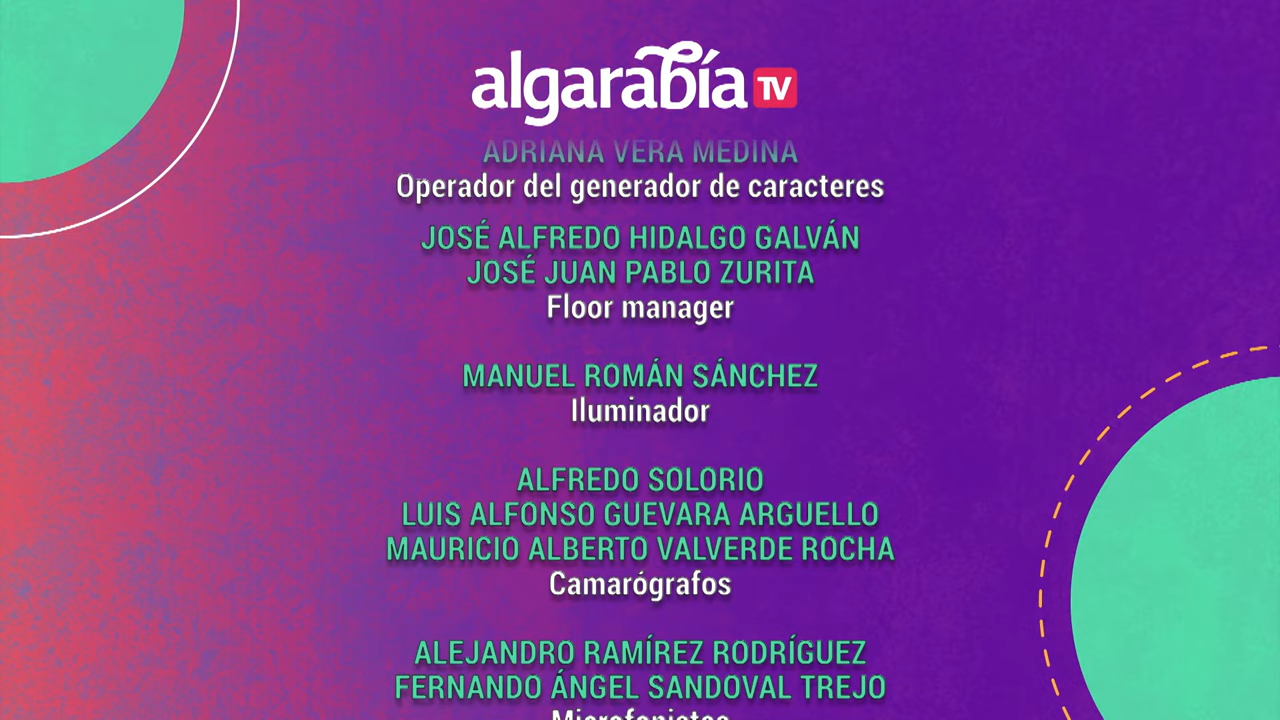 algarabía TV
ADRIANA VERA MEDINA
Operador del generador de caracteres
JOSÉ ALFREDO HIDALGO GALVÁN
JOSÉ JUAN PABLO ZURITA
Floor manager
MANUEL ROMÁN SÁNCHEZ
Iluminador
ALFREDO SOLORIO
LUIS ALFONSO GUEVARA ARGUELLO
MAURICIO ALBERTO VALVERDE ROCHA
Camarógrafos
ALEJANDRO RAMÍREZ RODRÍGUEZ
FERNANDO ÁNGEL SANDOVAL TREJO
Microfonistas